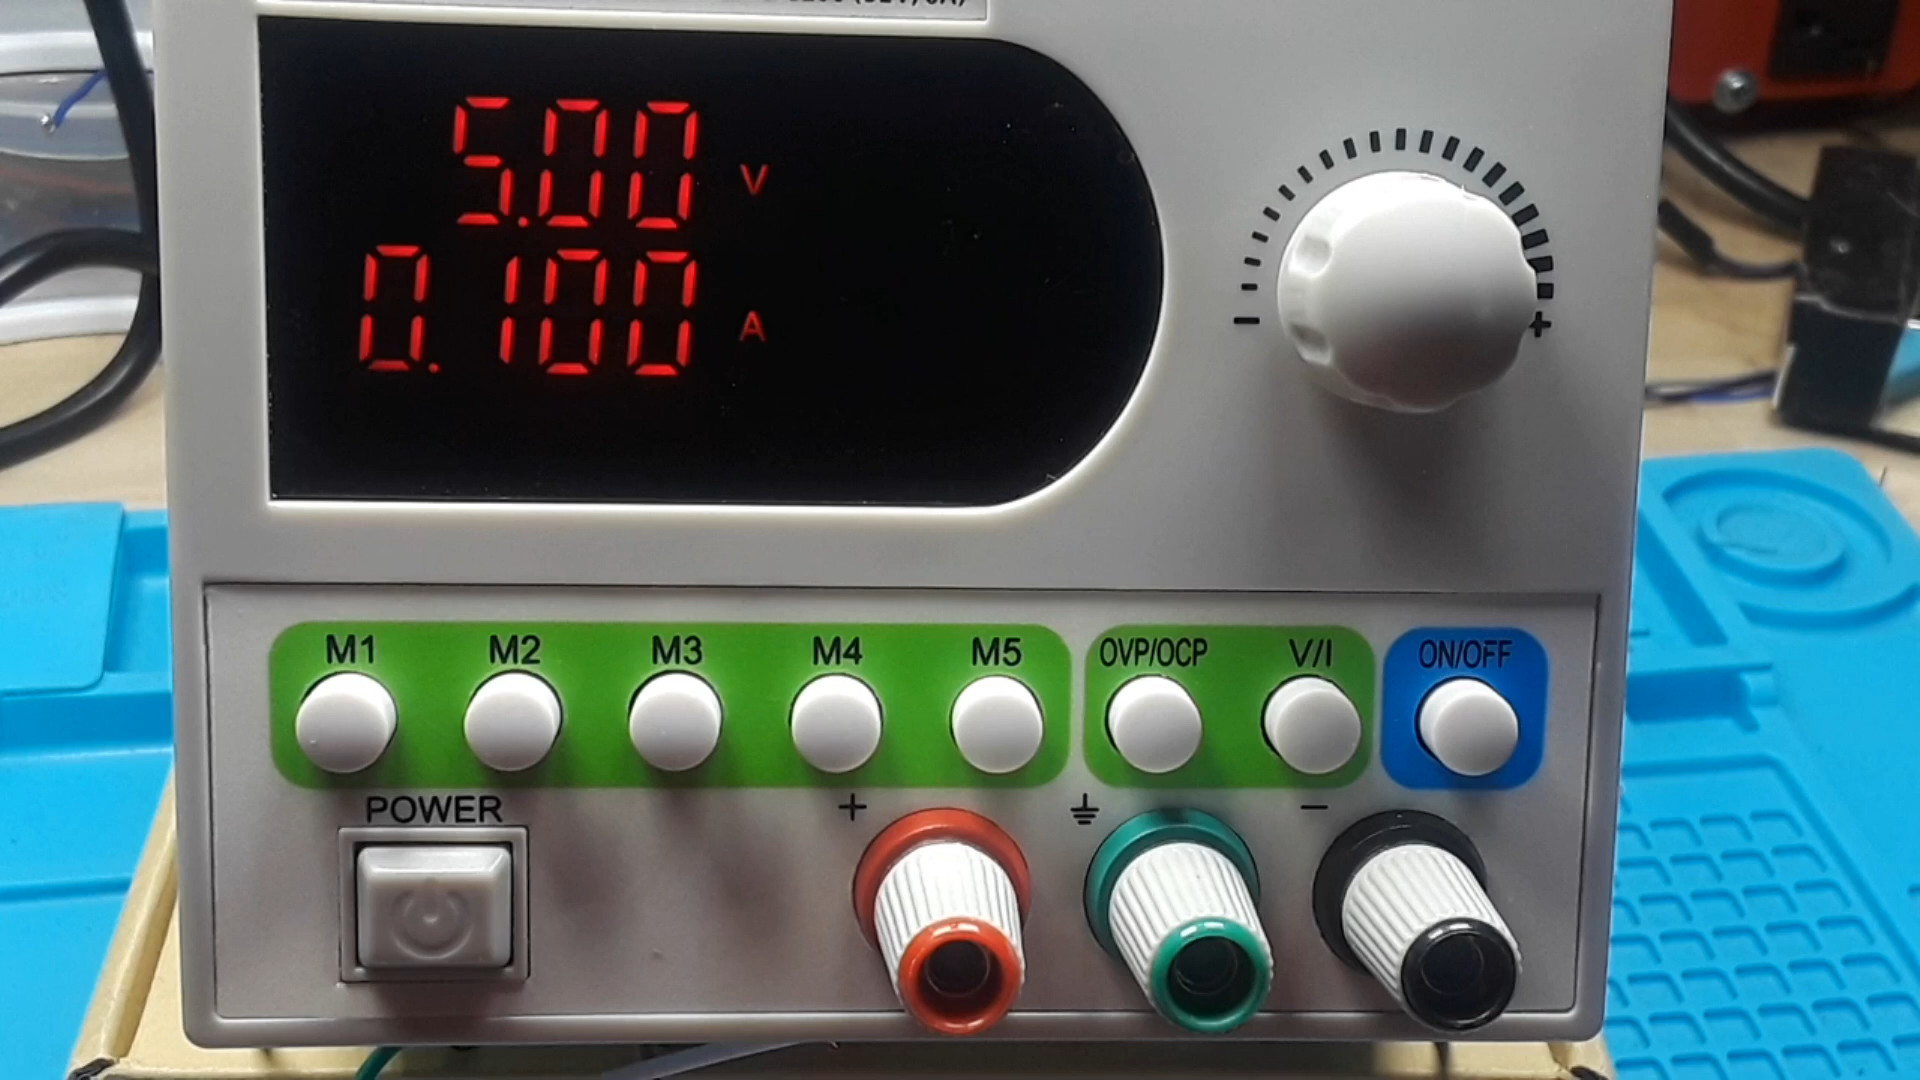 5.00 V
0.100 A
M1 M2 M3 M4 M5 OVP/OCP V/I ON/OFF
POWER + −
− +